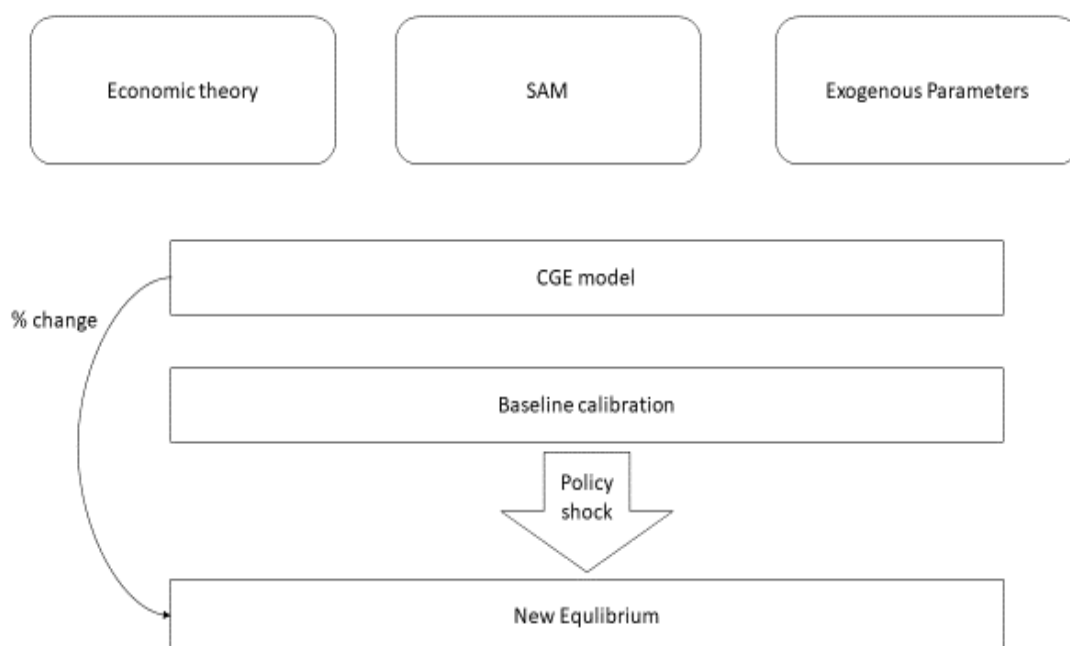 Economic theory
SAM
Exogenous Parameters
CGE model
% change
Baseline calibration
Policy
shock
New Equlibrium